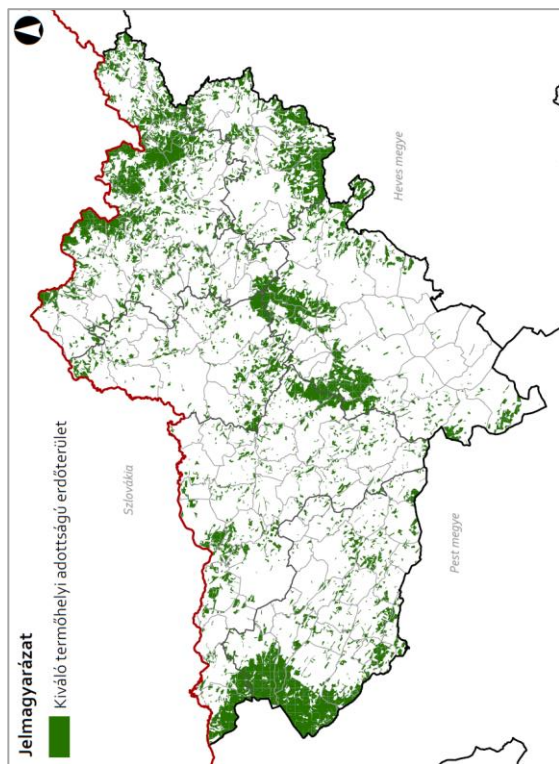 Jelmagyarázat
Kiváló termőhelyi adottságú erdőterület
Szlovákia
Heves megye
Pest megye